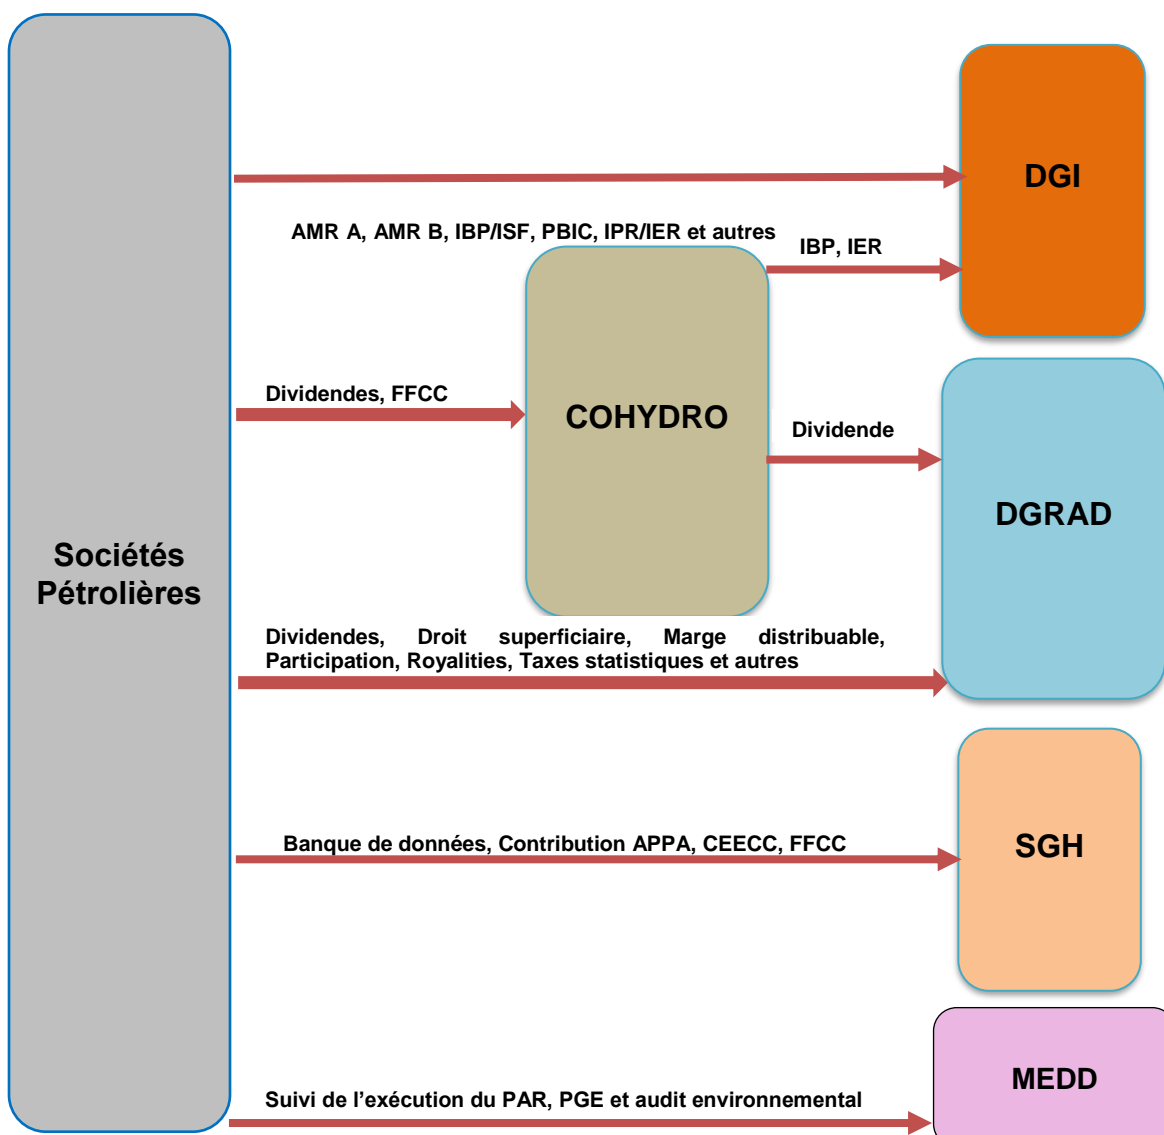 DGI
AMR A, AMR B, IBP/ISF, PBIC, IPR/IER et autres
IBP, IER
Dividendes, FFCC
COHYDRO
Dividende
DGRAD
Sociétés
Pétrolières
Dividendes, Droit superficiaire, Marge distribuable,
Participation, Royalities, Taxes statistiques et autres
Banque de données, Contribution APPA, CEECC, FFCC
SGH
MEDD
Suivi de l'exécution du PAR, PGE et audit environnemental